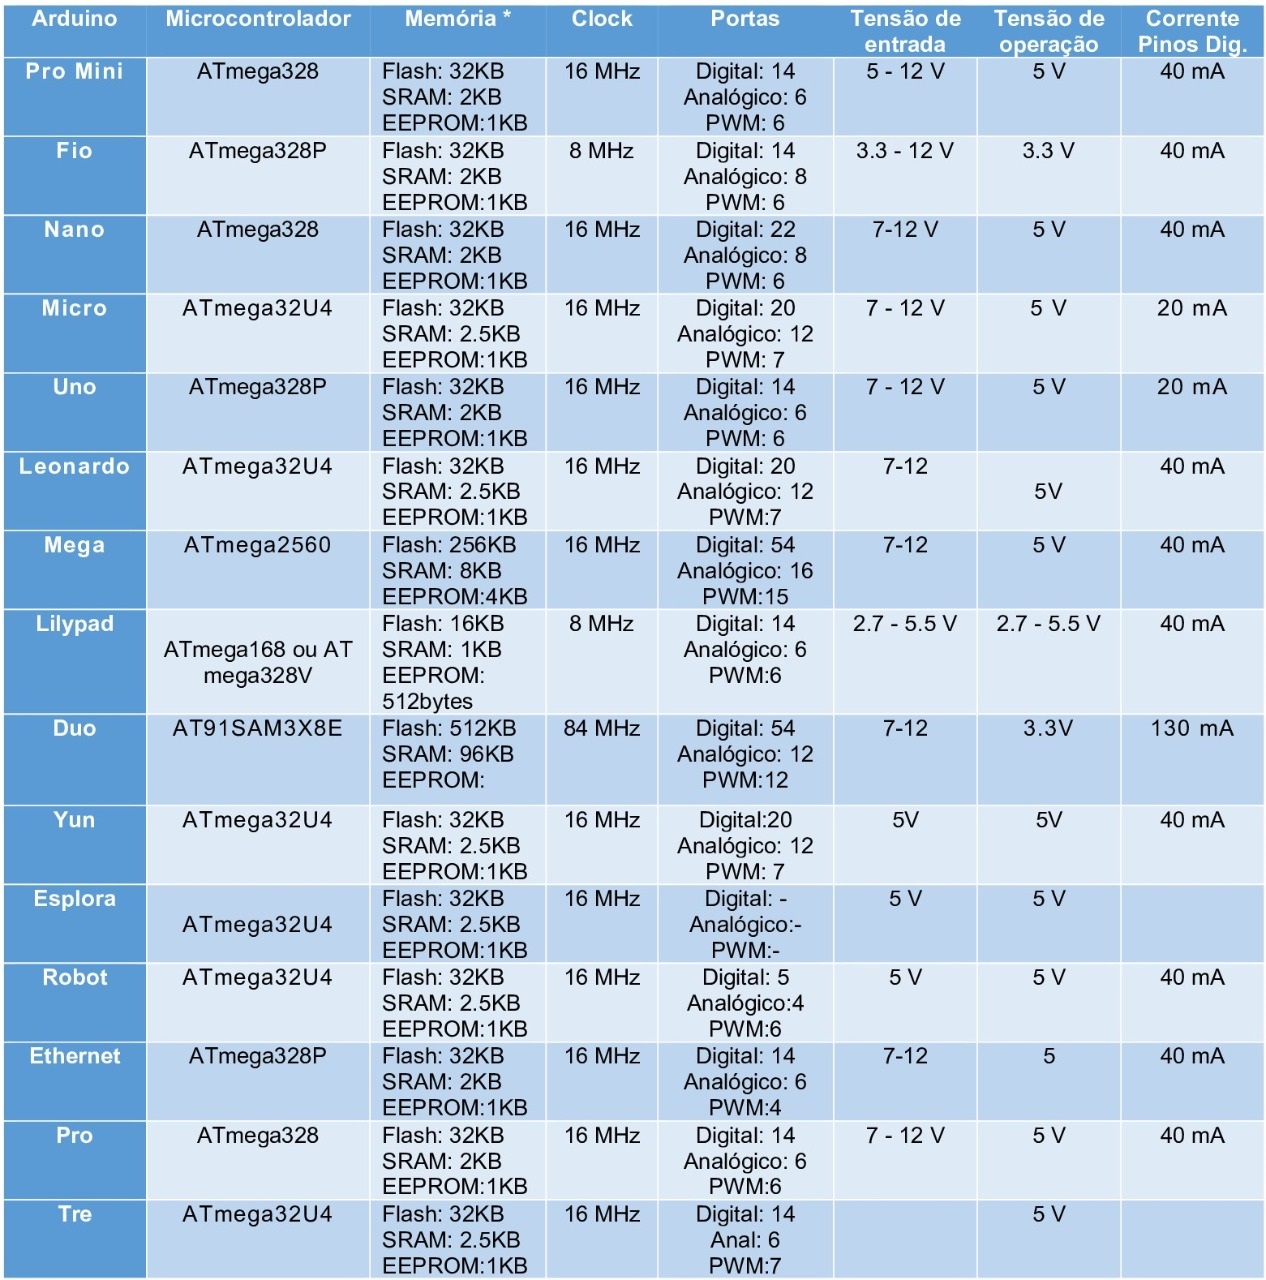 Arduino Microcontrolador Memória * Clock Portas Tensão de entrada Tensão de operação Corrente Pinos Dig.
Pro Mini ATmega328 Flash: 32KB 16 MHz Digital: 14 5 - 12 V 5 V 40 mA
SRAM: 2KB Analógico: 6
EEPROM:1KB PWM: 6
Fio ATmega328P Flash: 32KB 8 MHz Digital: 14 3.3 - 12 V 3.3 V 40 mA
SRAM: 2KB Analógico: 8
EEPROM:1KB PWM: 6
Nano ATmega328 Flash: 32KB 16 MHz Digital: 22 7-12 V 5 V 40 mA
SRAM: 2KB Analógico: 8
EEPROM:1KB PWM: 6
Micro ATmega32U4 Flash: 32KB 16 MHz Digital: 20 7 - 12 V 5 V 20 mA
SRAM: 2.5KB Analógico: 12
EEPROM:1KB PWM: 7
Uno ATmega328P Flash: 32KB 16 MHz Digital: 14 7 - 12 V 5 V 20 mA
SRAM: 2KB Analógico: 6
EEPROM:1KB PWM: 6
Leonardo ATmega32U4 Flash: 32KB 16 MHz Digital: 20 7-12 40 mA
SRAM: 2.5KB Analógico: 12 5V
EEPROM:1KB PWM:7
Mega ATmega2560 Flash: 256KB 16 MHz Digital: 54 7-12 5 V 40 mA
SRAM: 8KB Analógico: 16
EEPROM:4KB PWM:15
Lilypad Flash: 16KB 8 MHz Digital: 14 2.7 - 5.5 V 2.7 - 5.5 V 40 mA
ATmega168 ou AT SRAM: 1KB Analógico: 6
mega328V EEPROM: PWM:6
512bytes
Duo AT91SAM3X8E Flash: 512KB 84 MHz Digital: 54 7-12 3.3V 130 mA
SRAM: 96KB Analógico: 12
EEPROM: PWM:12
Yun ATmega32U4 Flash: 32KB 16 MHz Digital:20 5V 5V 40 mA
SRAM: 2.5KB Analógico: 12
EEPROM:1KB PWM: 7
Esplora Flash: 32KB 16 MHz Digital: - 5 V 5 V
ATmega32U4 SRAM: 2.5KB Analógico:-
EEPROM:1KB PWM:-
Robot ATmega32U4 Flash: 32KB 16 MHz Digital: 5 5 V 5 V 40 mA
SRAM: 2.5KB Analógico:4
EEPROM:1KB PWM:6
Ethernet ATmega328P Flash: 32KB 16 MHz Digital: 14 7-12 5 40 mA
SRAM: 2KB Analógico: 6
EEPROM:1KB PWM:4
Pro ATmega328 Flash: 32KB 16 MHz Digital: 14 7 - 12 V 5 V 40 mA
SRAM: 2KB Analógico: 6
EEPROM:1KB PWM:6
Tre ATmega32U4 Flash: 32KB 16 MHz Digital: 14 5 V
SRAM: 2.5KB Anal: 6
EEPROM:1KB PWM:7